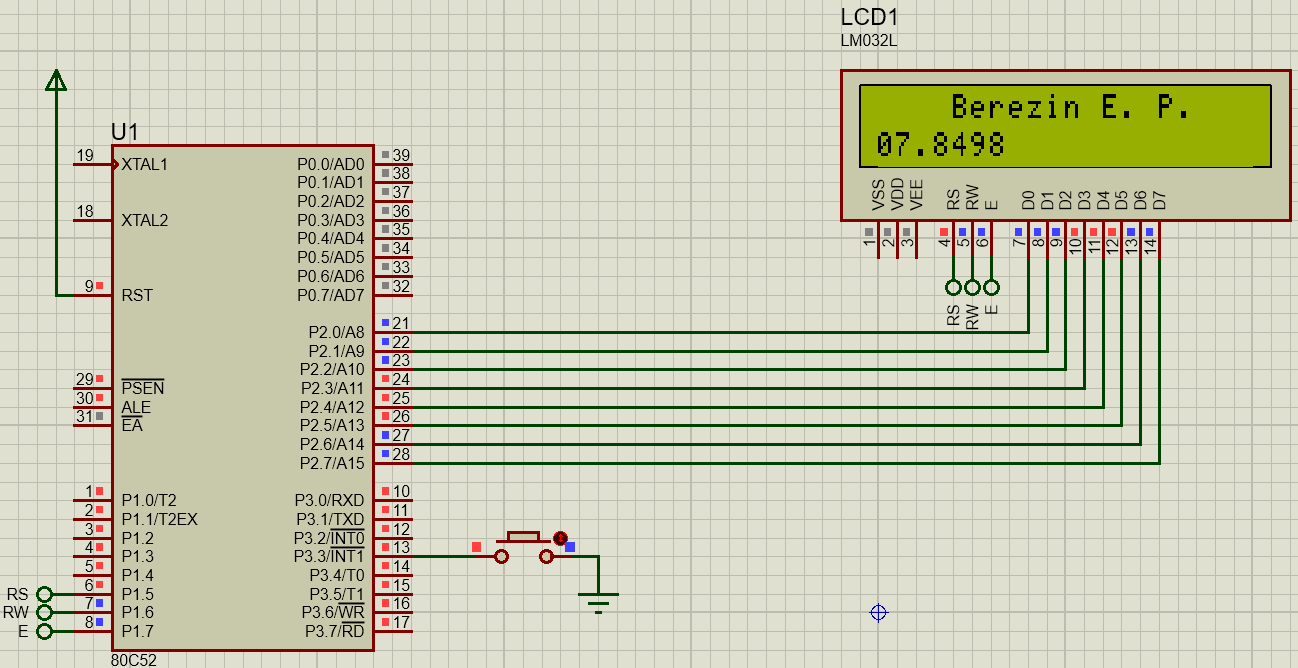 LCD1
LM032L
Berezin E. P.
07.8498
VSS VDD VEE RS RW E D0 D1 D2 D3 D4 D5 D6 D7
1 2 3 4 5 6 7 8 9 10 11 12 13 14
RS RW E
U1
19 XTAL1 P0.0/AD0 39
P0.1/AD1 38
P0.2/AD2 37
18 XTAL2 P0.3/AD3 36
P0.4/AD4 35
P0.5/AD5 34
P0.6/AD6 33
9 RST P0.7/AD7 32
P2.0/A8 21
P2.1/A9 22
P2.2/A10 23
29 PSEN P2.3/A11 24
30 ALE P2.4/A12 25
31 EA P2.5/A13 26
P2.6/A14 27
P2.7/A15 28
1 P1.0/T2 P3.0/RXD 10
2 P1.1/T2EX P3.1/TXD 11
3 P1.2 P3.2/INT0 12
4 P1.3 P3.3/INT1 13
5 P1.4 P3.4/T0 14
RS 6 P1.5 P3.5/T1 15
RW 7 P1.6 P3.6/WR 16
E 8 P1.7 P3.7/RD 17
80C52